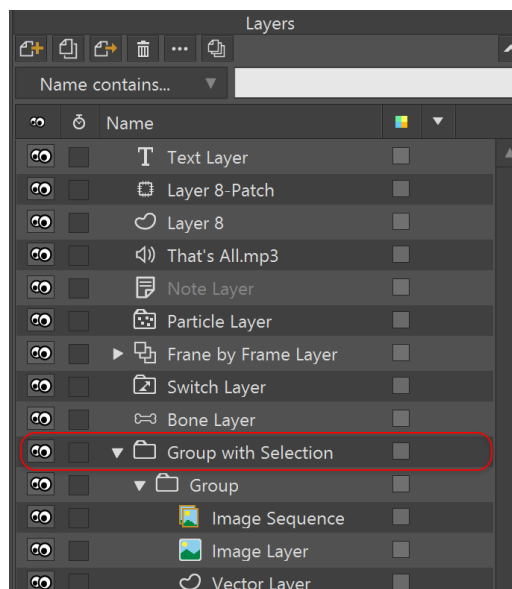 Layers
Name contains...
Name
Text Layer
Layer 8-Patch
Layer 8
That's All.mp3
Note Layer
Particle Layer
Frane by Frame Layer
Switch Layer
Bone Layer
Group with Selection
Group
Image Sequence
Image Layer
Vector Layer